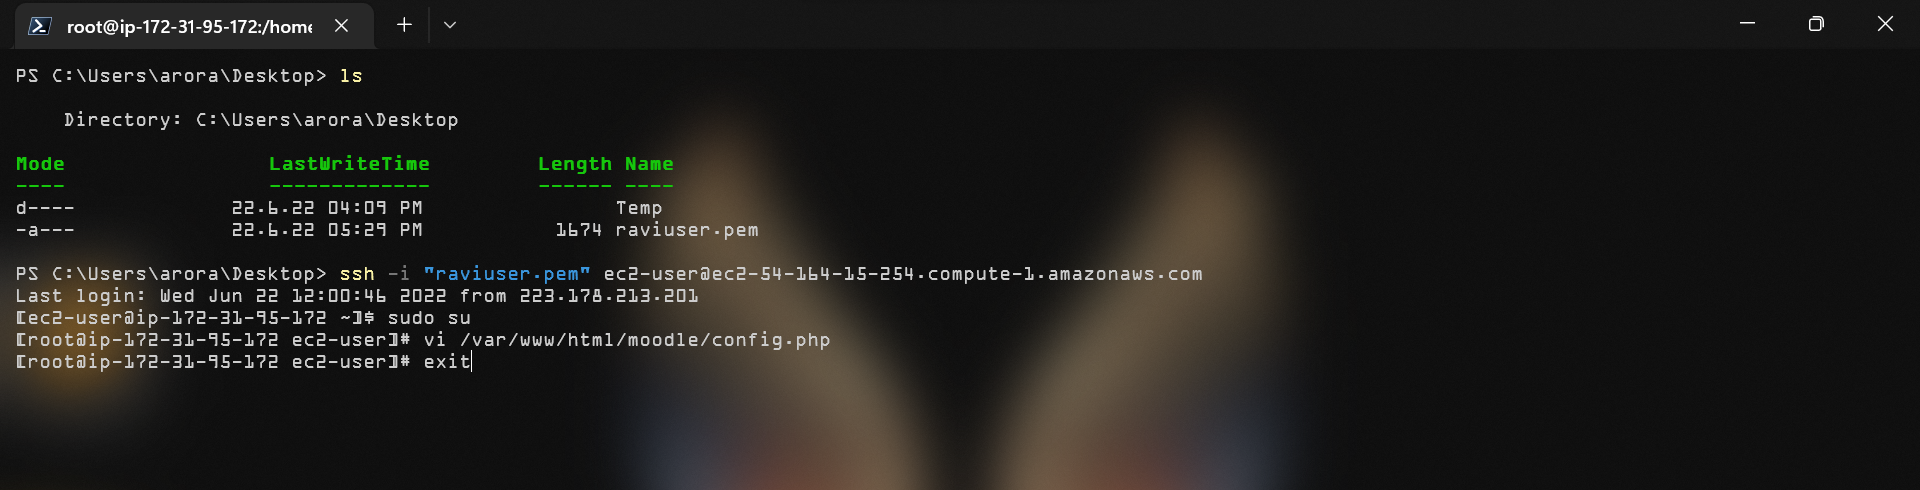 root@ip-172-31-95-172:/home
PS C:\Users\arora\Desktop> ls
Directory: C:\Users\arora\Desktop
Mode LastWriteTime Length Name
---- ------------- ------ ----
d---- 22.6.22 04:09 PM Temp
-a--- 22.6.22 05:29 PM 1674 raviuser.pem
PS C:\Users\arora\Desktop> ssh -i "raviuser.pem" ec2-user@ec2-54-164-15-254.compute-1.amazonaws.com
Last login: Wed Jun 22 12:00:46 2022 from 223.178.213.201
[ec2-user@ip-172-31-95-172 ~]$ sudo su
[root@ip-172-31-95-172 ec2-user]# vi /var/www/html/moodle/config.php
[root@ip-172-31-95-172 ec2-user]# exit